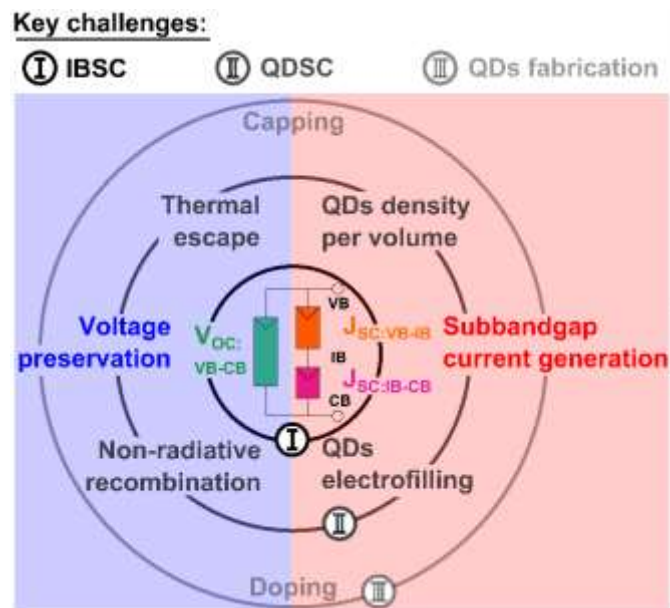 Key challenges:
Ⅰ IBSC Ⅱ QDSC Ⅲ QDs fabrication
Capping
Thermal
escape
QDs density
per volume
Voltage
preservation
VOC:
VB-CB
VB
JSC:VB-IB
IB
JSC:IB-CB
CB
Subbandgap
current generation
Ⅰ
Non-radiative
recombination
QDs
electrofilling
Ⅱ
Doping
Ⅲ